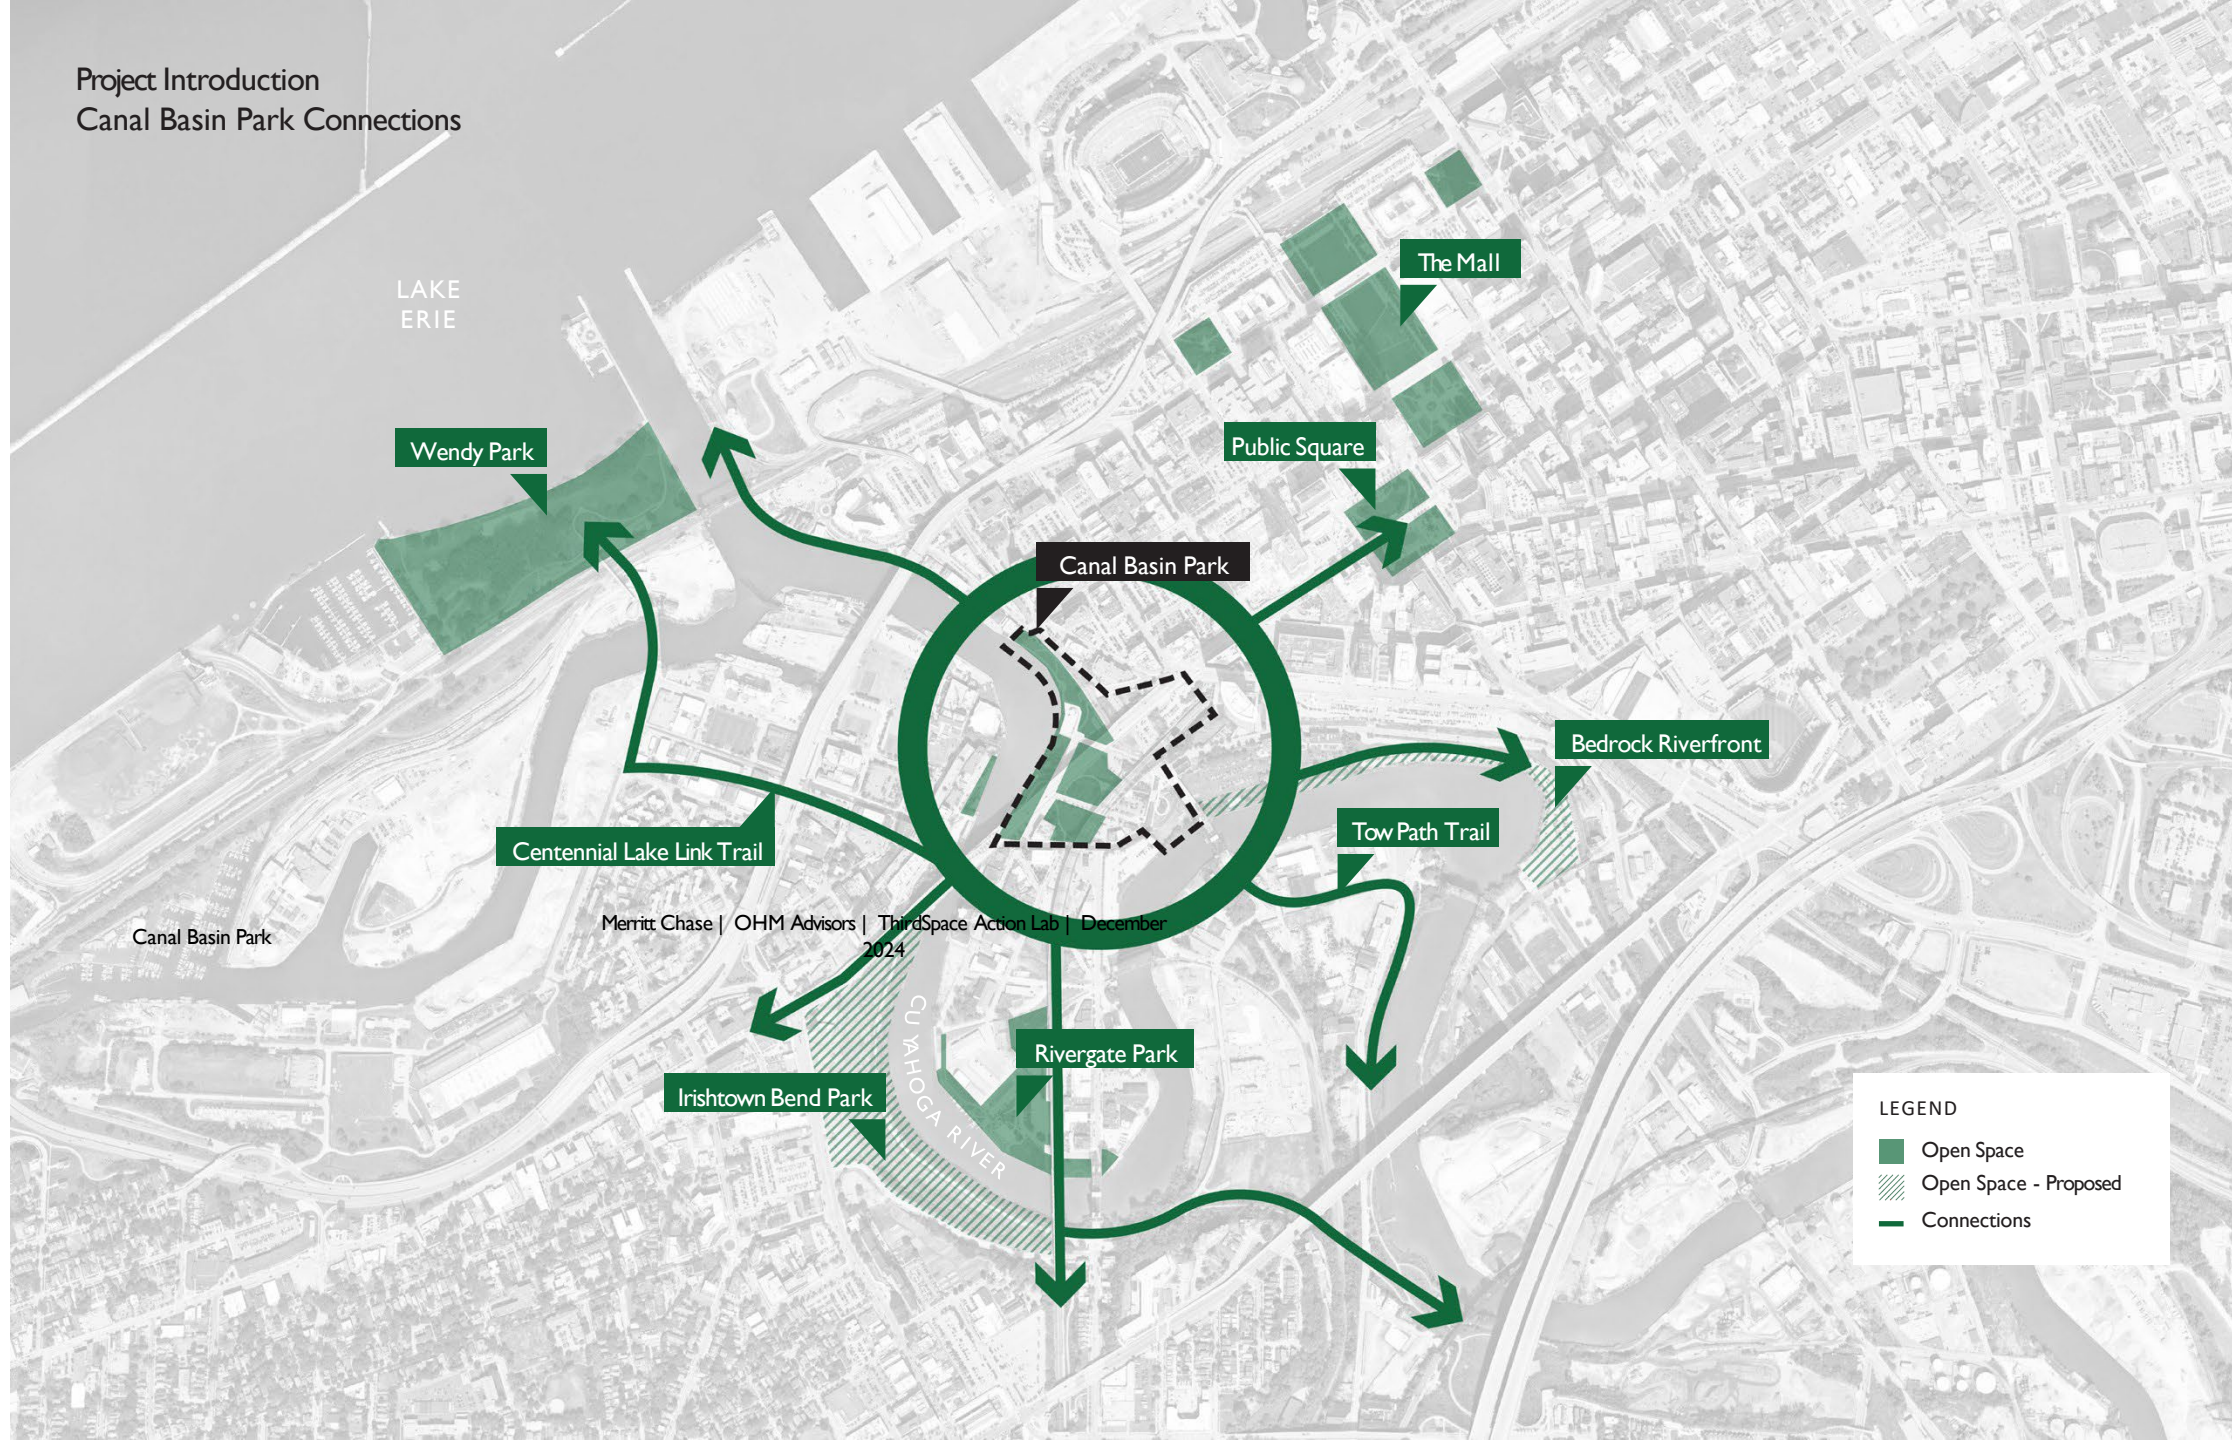 Project Introduction
Canal Basin Park Connections
LAKE
ERIE
The Mall
Wendy Park
Public Square
Canal Basin Park
Bedrock Riverfront
Tow Path Trail
Centennial Lake Link Trail
Merritt Chase | OHM Advisors | ThirdSpace Action Lab | December
2024
Canal Basin Park
CUYAHOGA RIVER
Rivergate Park
Irishtown Bend Park
LEGEND
Open Space
Open Space - Proposed
Connections